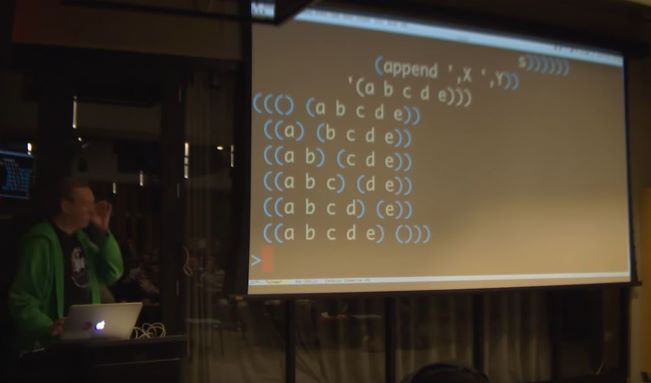 s))))))
(append ',X ',Y))
'(a b c d e)))
((() (a b c d e))
((a) (b c d e))
((a b) (c d e))
((a b c) (d e))
((a b c d) (e))
((a b c d e) ()))
>